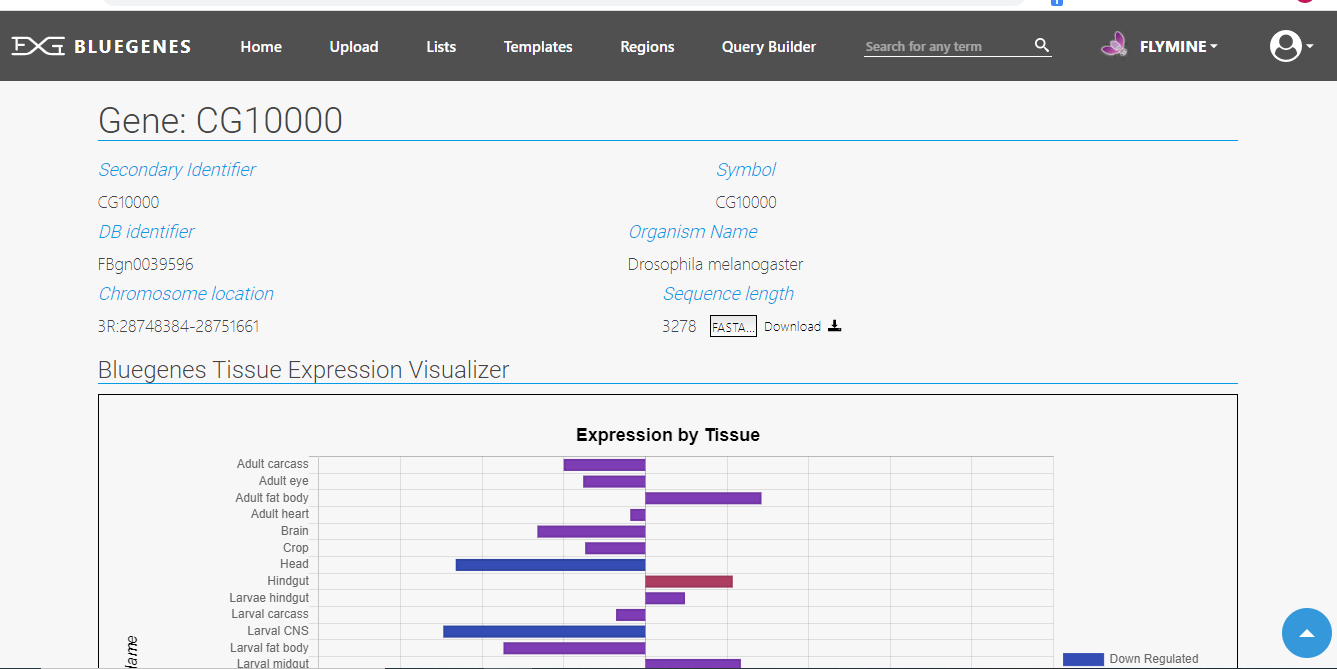 BLUEGENES Home Upload Lists Templates Regions Query Builder Search for any term FLYMINE
Gene: CG10000
Secondary Identifier Symbol
CG10000 CG10000
DB identifier Organism Name
FBgn0039596 Drosophila melanogaster
Chromosome location Sequence length
3R:28748384-28751661 3278 FASTA... Download
Bluegenes Tissue Expression Visualizer
Expression by Tissue
Adult carcass
Adult eye
Adult fat body
Adult heart
Brain
Crop
Head
Hindgut
Larvae hindgut
Larval carcass
Larval CNS
Larval fat body
Larval midgut
Down Regulated